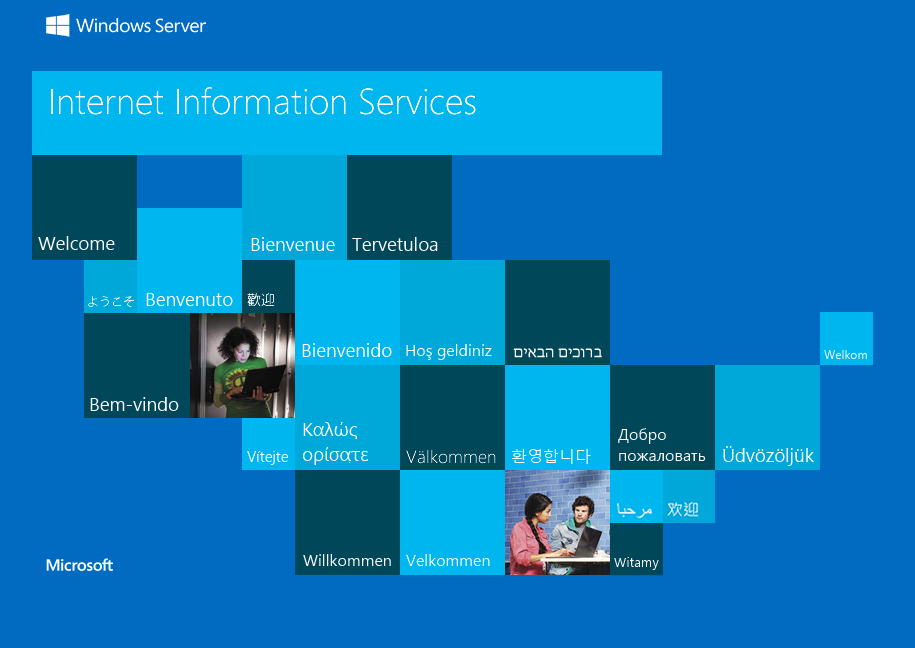 Windows Server
Internet Information Services
Welcome
Bienvenue
Tervetuloa
ようこそ
Benvenuto
歡迎
Bienvenido
Hoş geldiniz
ברוכים הבאים
Welkom
Bem-vindo
Vítejte
Καλώς
ορίσατε
Välkommen
환영합니다
Добро
пожаловать
Üdvözöljük
Willkommen
Velkommen
مرحبا
欢迎
Witamy
Microsoft